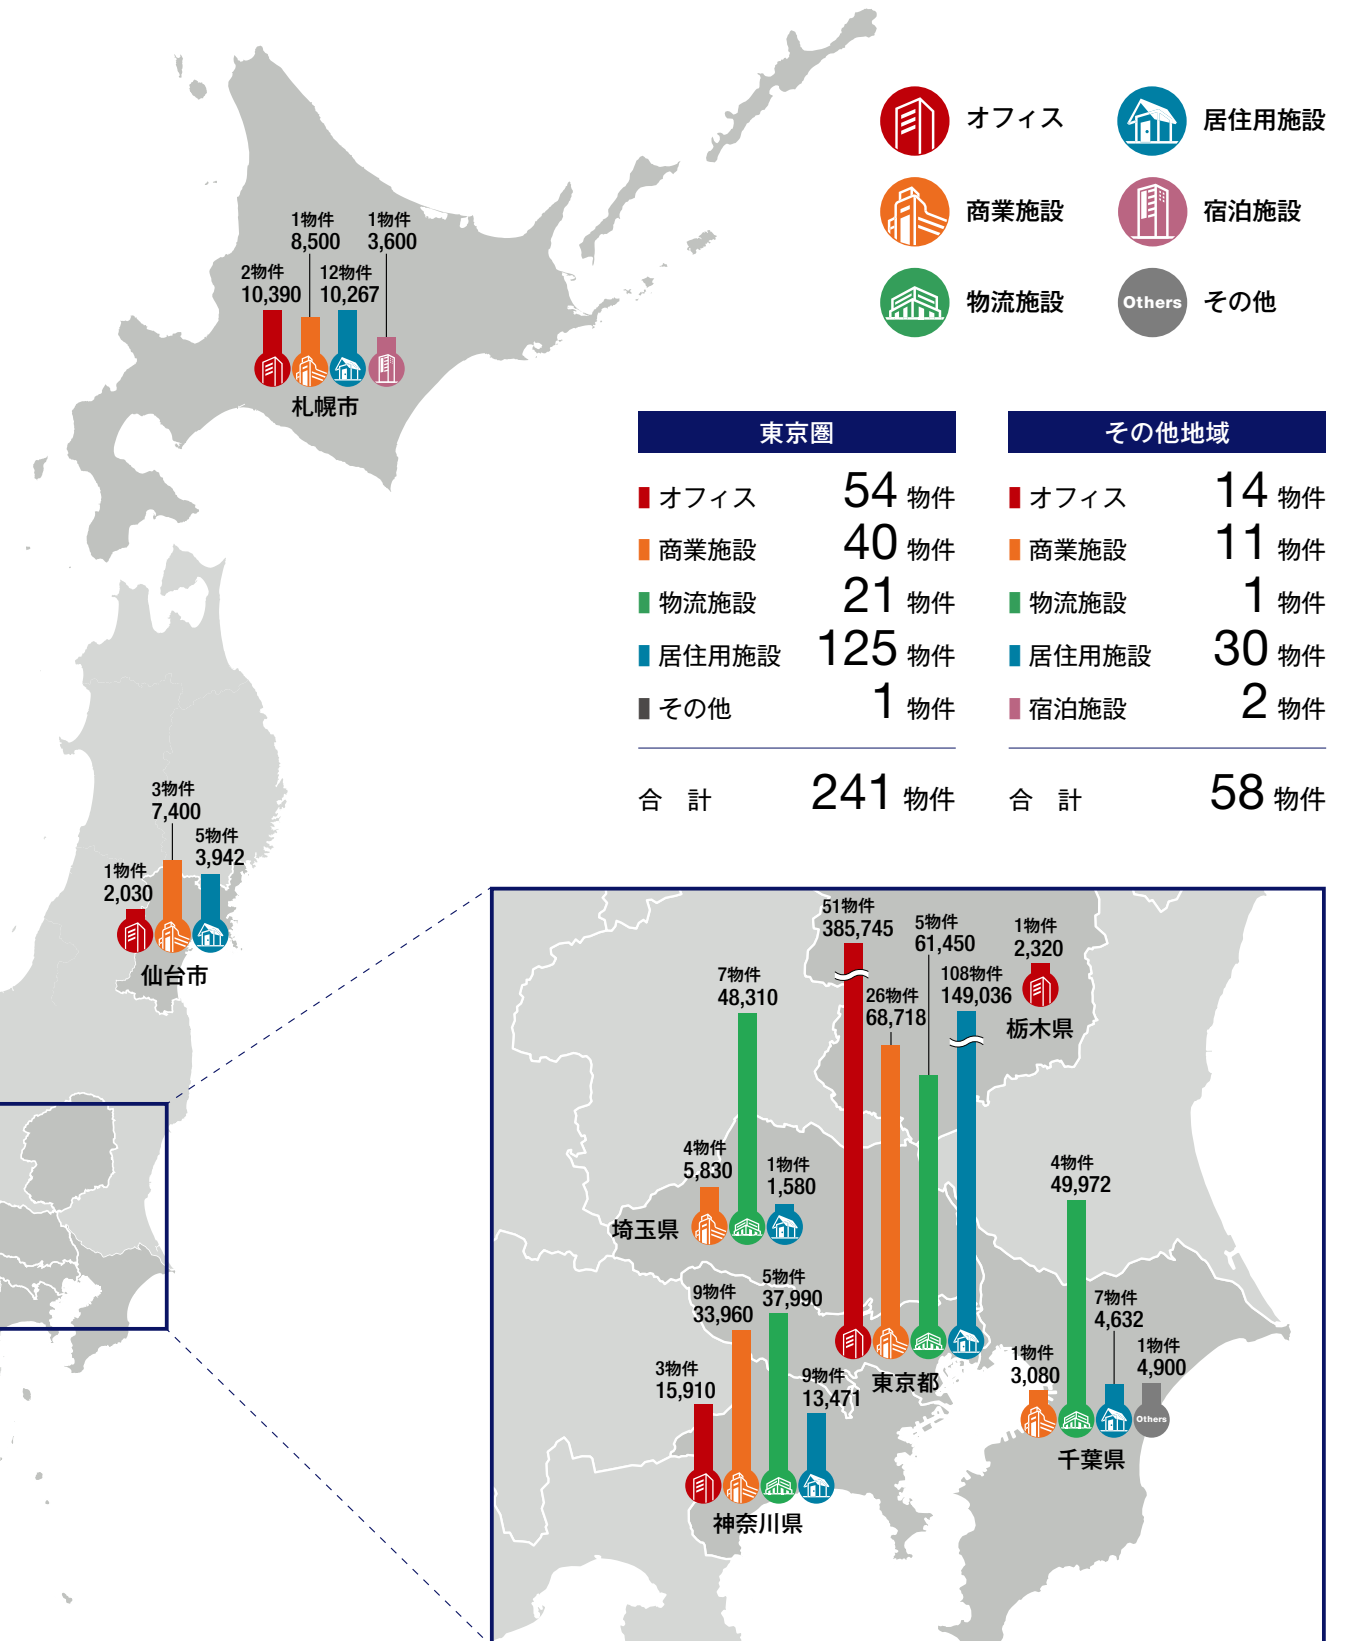 オフィス
居住用施設
商業施設
宿泊施設
物流施設
Others
その他
1物件
8,500
1物件
3,600
2物件
10,390
12物件
10,267
札幌市
東京圏
オフィス 54 物件
商業施設 40 物件
物流施設 21 物件
居住用施設 125 物件
その他 1 物件
合 計 241 物件
その他地域
オフィス 14 物件
商業施設 11 物件
物流施設 1 物件
居住用施設 30 物件
宿泊施設 2 物件
合 計 58 物件
3物件
7,400
5物件
3,942
1物件
2,030
仙台市
51物件
385,745
5物件
61,450
1物件
2,320
栃木県
108物件
149,036
26物件
68,718
東京都
7物件
48,310
4物件
5,830
1物件
1,580
埼玉県
4物件
49,972
7物件
4,632
1物件
3,080
1物件
4,900
Others
千葉県
5物件
37,990
9物件
33,960
3物件
15,910
9物件
13,471
神奈川県